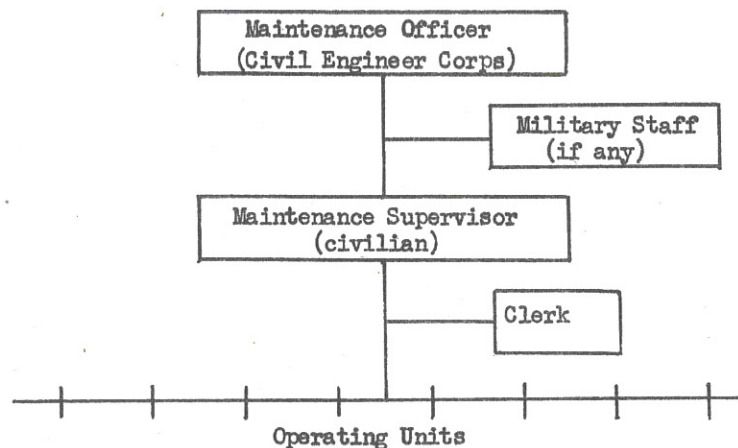 Maintenance Officer
(Civil Engineer Corps)
Military Staff
(if any)
Maintenance Supervisor
(civilian)
Clerk
Operating Units